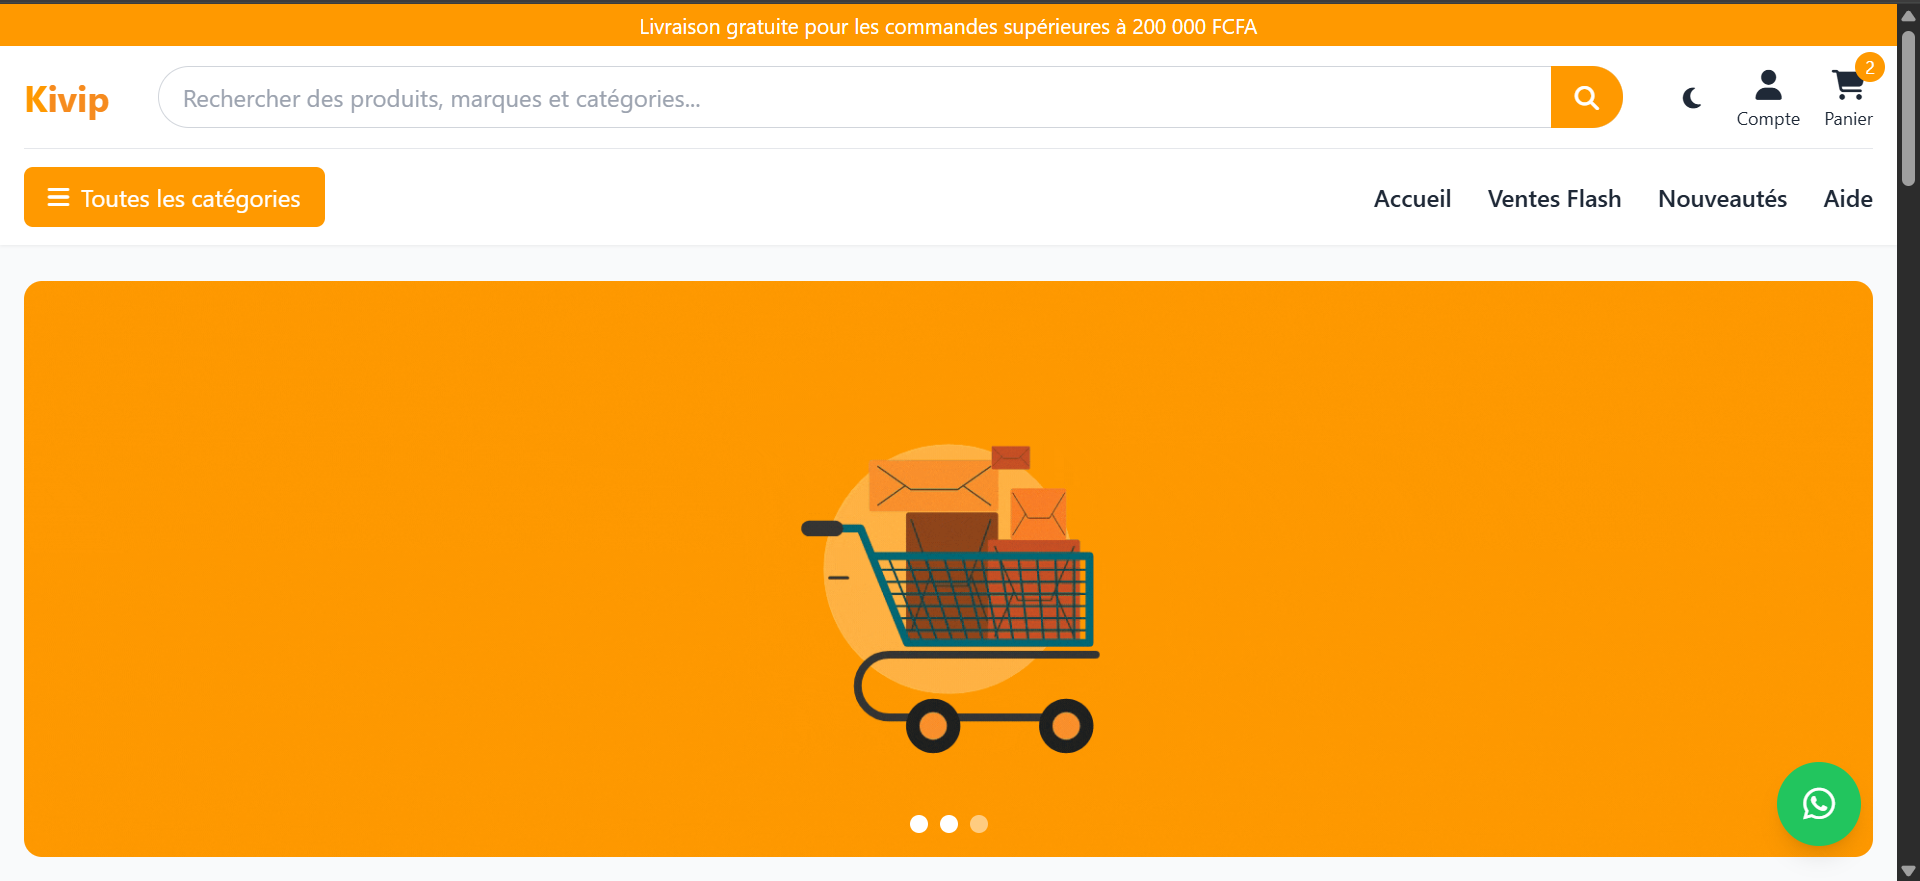 Livraison gratuite pour les commandes supérieures à 200 000 FCFA
Kivip
Rechercher des produits, marques et catégories...
2
Compte
Panier
Toutes les catégories
Accueil
Ventes Flash
Nouveautés
Aide